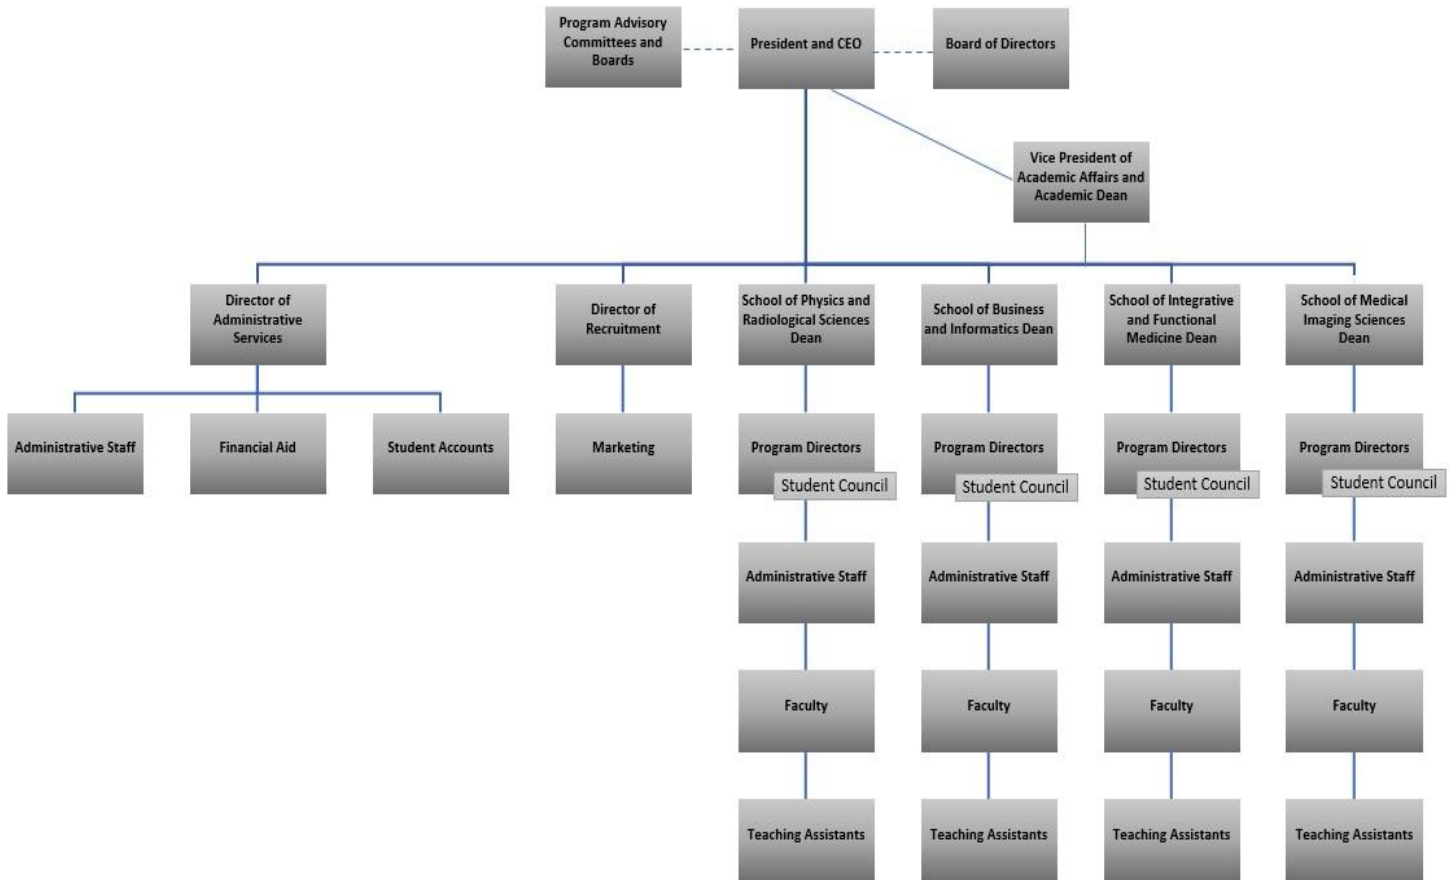 Program Advisory
Committees and
Boards
President and CEO
Board of Directors
Vice President of
Academic Affairs and
Academic Dean
Director of
Administrative
Services
Director of
Recruitment
School of Physics and
Radiological Sciences
Dean
School of Business
and Informatics Dean
School of Integrative
and Functional
Medicine Dean
School of Medical
Imaging Sciences
Dean
Administrative Staff
Financial Aid
Student Accounts
Marketing
Program Directors
Program Directors
Program Directors
Program Directors
Student Council
Student Council
Student Council
Student Council
Administrative Staff
Administrative Staff
Administrative Staff
Administrative Staff
Faculty
Faculty
Faculty
Faculty
Teaching Assistants
Teaching Assistants
Teaching Assistants
Teaching Assistants